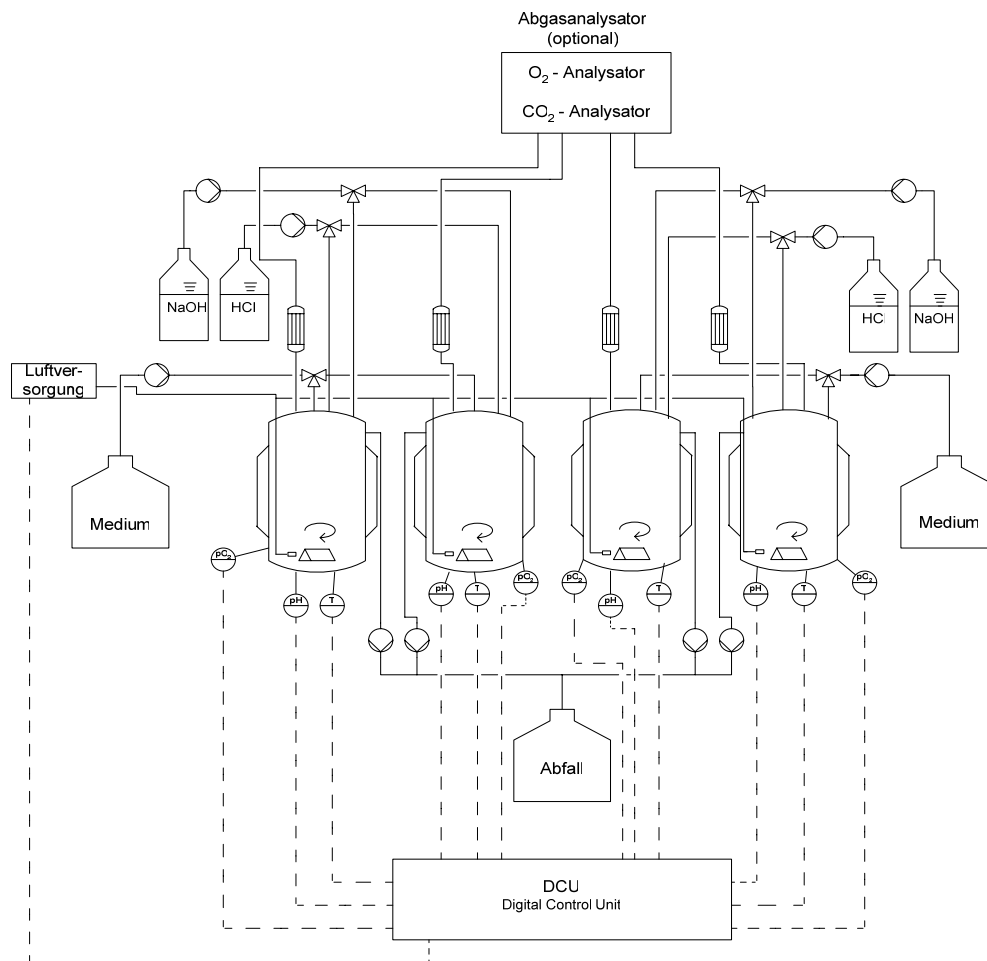 Abgasanalysator
(optional)
O₂ - Analysator
CO₂ - Analysator
NaOH
HCl
HCl
NaOH
Luftver-
sorgung
Medium
Medium
pO₂
pH
T
pH
T
pO₂
pO₂
pH
T
pH
T
pO₂
Abfall
DCU
Digital Control Unit